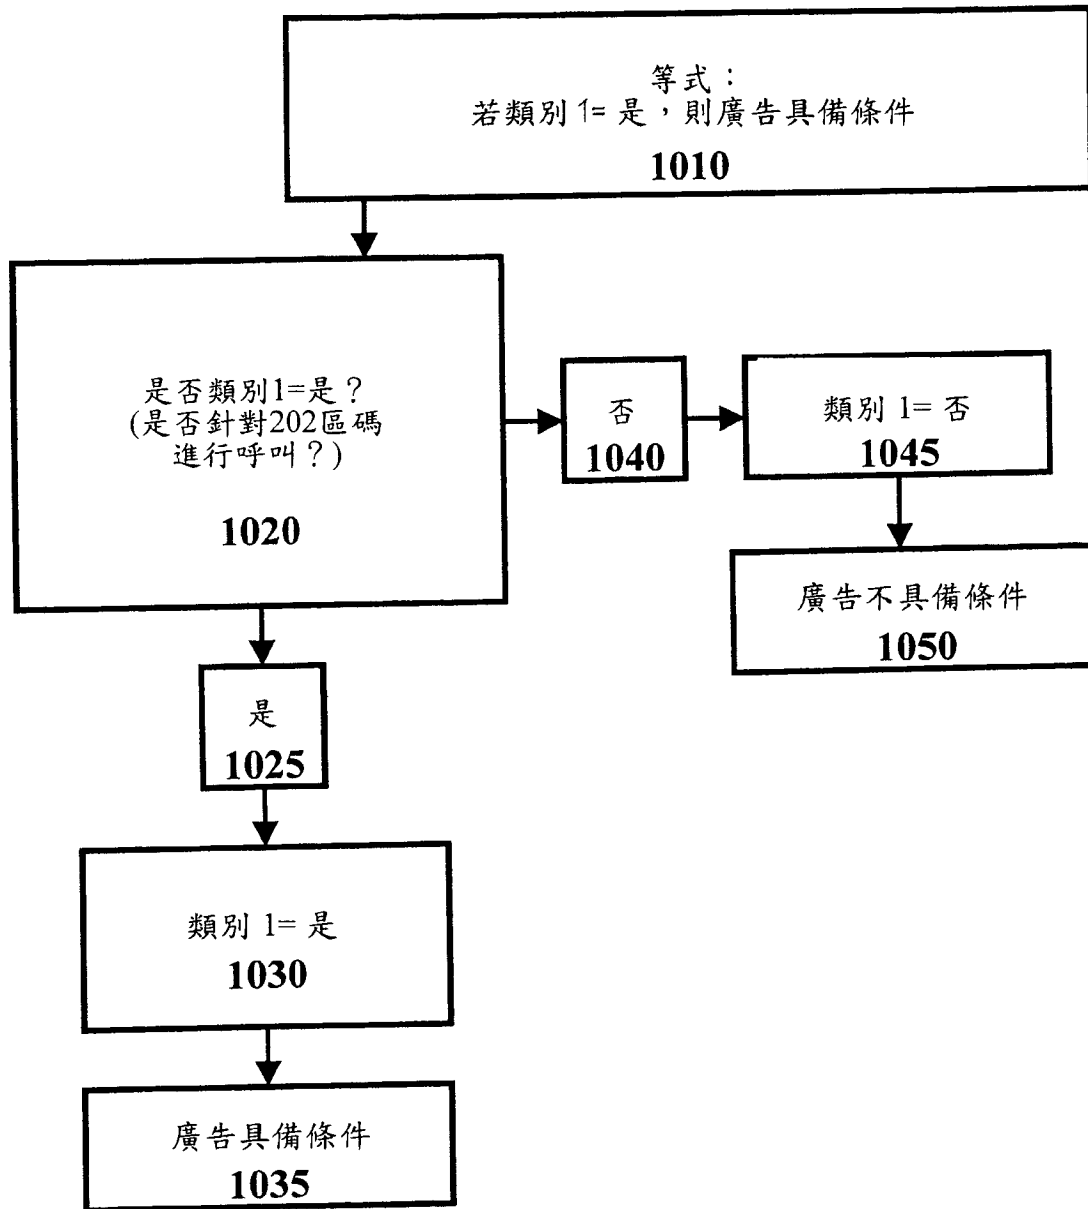 等式：
若類別 1= 是，則廣告具備條件
1010
是否類別1=是？
(是否針對202區碼
進行呼叫？)
1020
否
1040
類別 1= 否
1045
廣告不具備條件
1050
是
1025
類別 1= 是
1030
廣告具備條件
1035